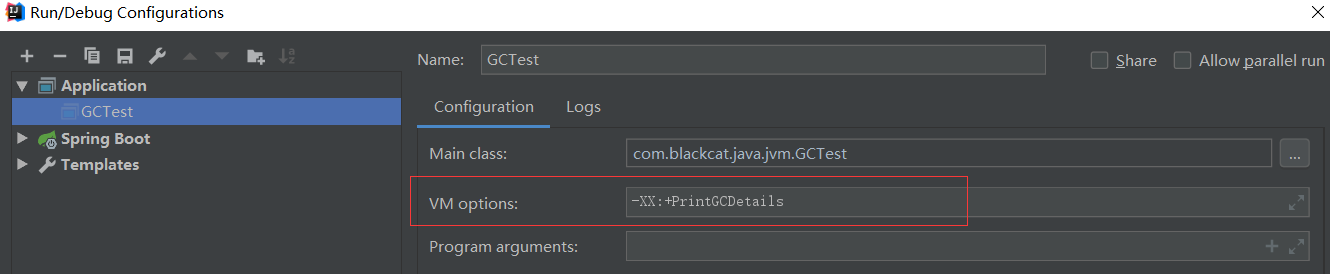 Run/Debug Configurations
Name: GCTest
Share
Allow parallel run
Application
GCTest
Spring Boot
Templates
Configuration Logs
Main class: com.blackcat.java.jvm.GCTest ...
VM options: -XX:+PrintGCDetails
Program arguments: